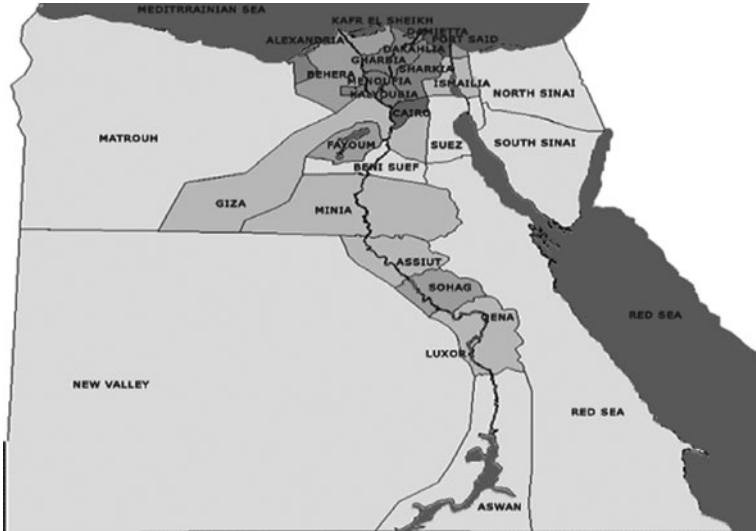 MEDITRRAINIAN SEA
KAFR EL SHEIKH
DAMIETTA
ALEXANDRIA
PORT SAID
DAKAHLIA
GHARBIA
SHARKIA
BEHERA
MENOUFIA
ISMAILIA
KALYOUBIA
NORTH SINAI
CAIRO
MATROUH
FAYOUM
SUEZ
SOUTH SINAI
BENI SUEF
GIZA
MINIA
ASSIUT
SOHAG
QENA
RED SEA
LUXOR
NEW VALLEY
RED SEA
ASWAN